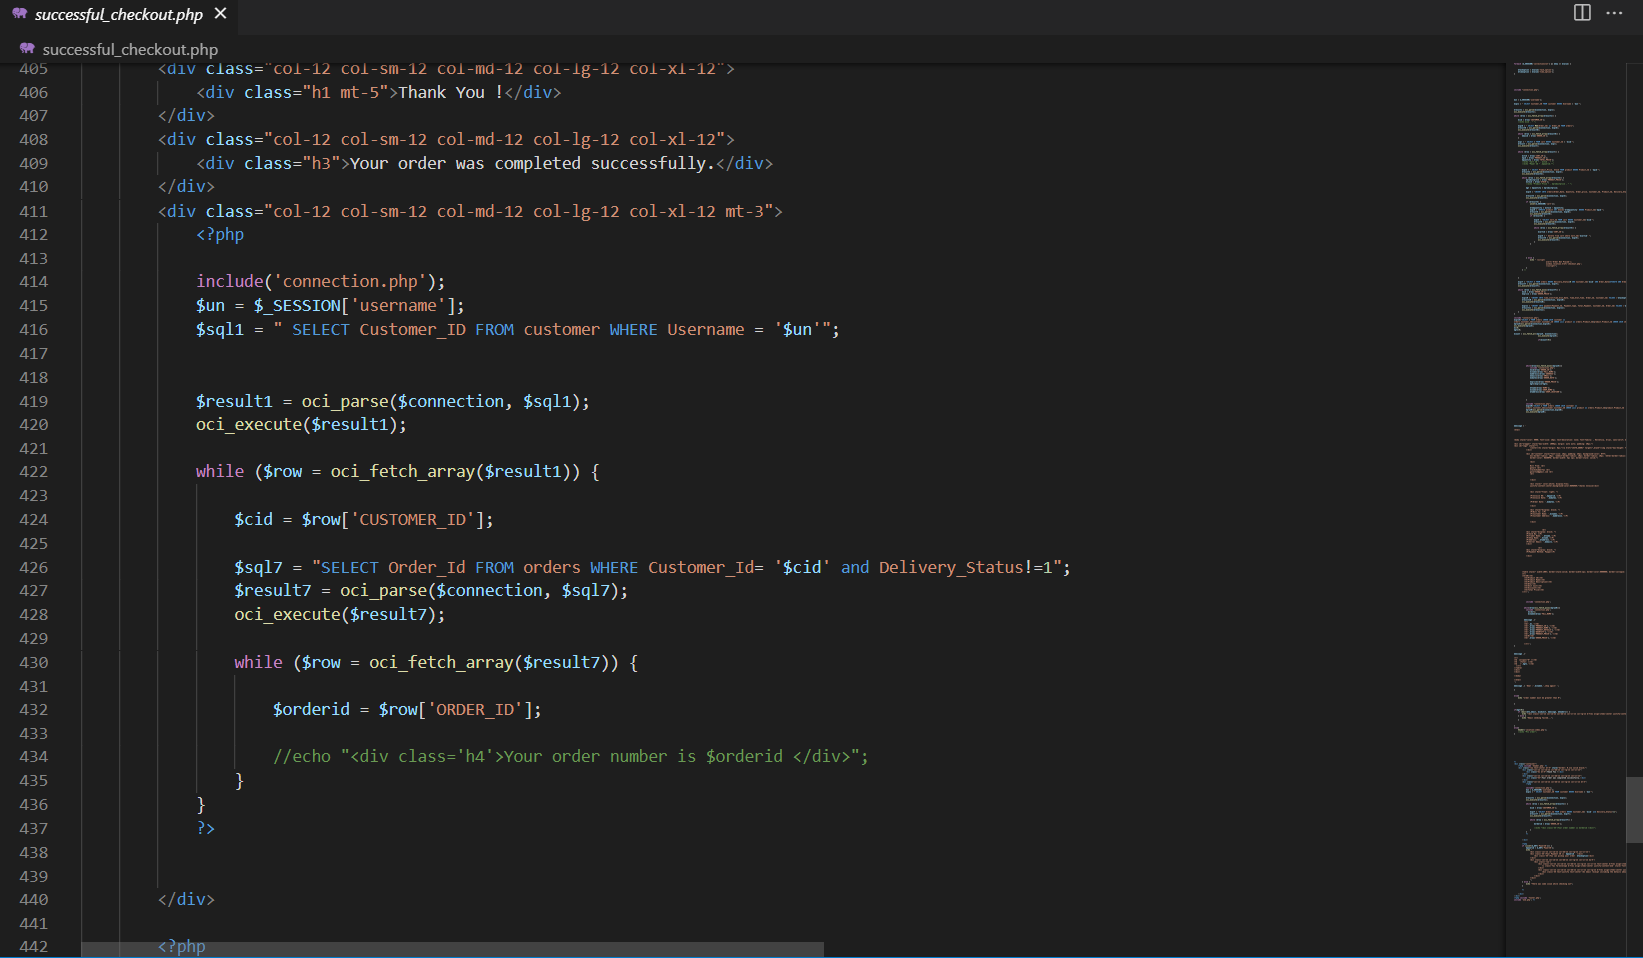 successful_checkout.php
successful_checkout.php
405 <div class="col-12 col-sm-12 col-md-12 col-lg-12 col-xl-12">
406 <div class="h1 mt-5">Thank You !</div>
407 </div>
408 <div class="col-12 col-sm-12 col-md-12 col-lg-12 col-xl-12">
409 <div class="h3">Your order was completed successfully.</div>
410 </div>
411 <div class="col-12 col-sm-12 col-md-12 col-lg-12 col-xl-12 mt-3">
412 <?php
413
414 include('connection.php');
415 $un = $_SESSION['username'];
416 $sql1 = " SELECT Customer_ID FROM customer WHERE Username = '$un'";
417
418
419 $result1 = oci_parse($connection, $sql1);
420 oci_execute($result1);
421
422 while ($row = oci_fetch_array($result1)) {
423
424 $cid = $row['CUSTOMER_ID'];
425
426 $sql7 = "SELECT Order_Id FROM orders WHERE Customer_Id= '$cid' and Delivery_Status!=1";
427 $result7 = oci_parse($connection, $sql7);
428 oci_execute($result7);
429
430 while ($row = oci_fetch_array($result7)) {
431
432 $orderid = $row['ORDER_ID'];
433
434 //echo "<div class='h4'>Your order number is $orderid </div>";
435 }
436 }
437 ?>
438
439
440 </div>
441
442 <?php